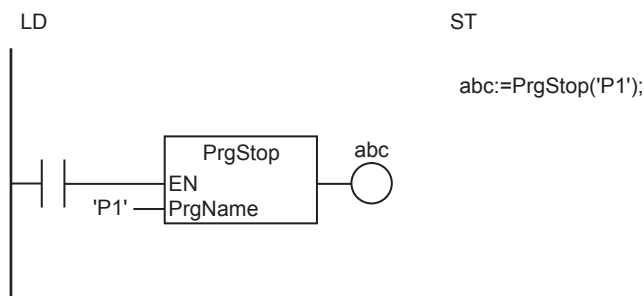 LD
ST
abc:=PrgStop('P1');
PrgStop
abc
EN
'P1'
PrgName